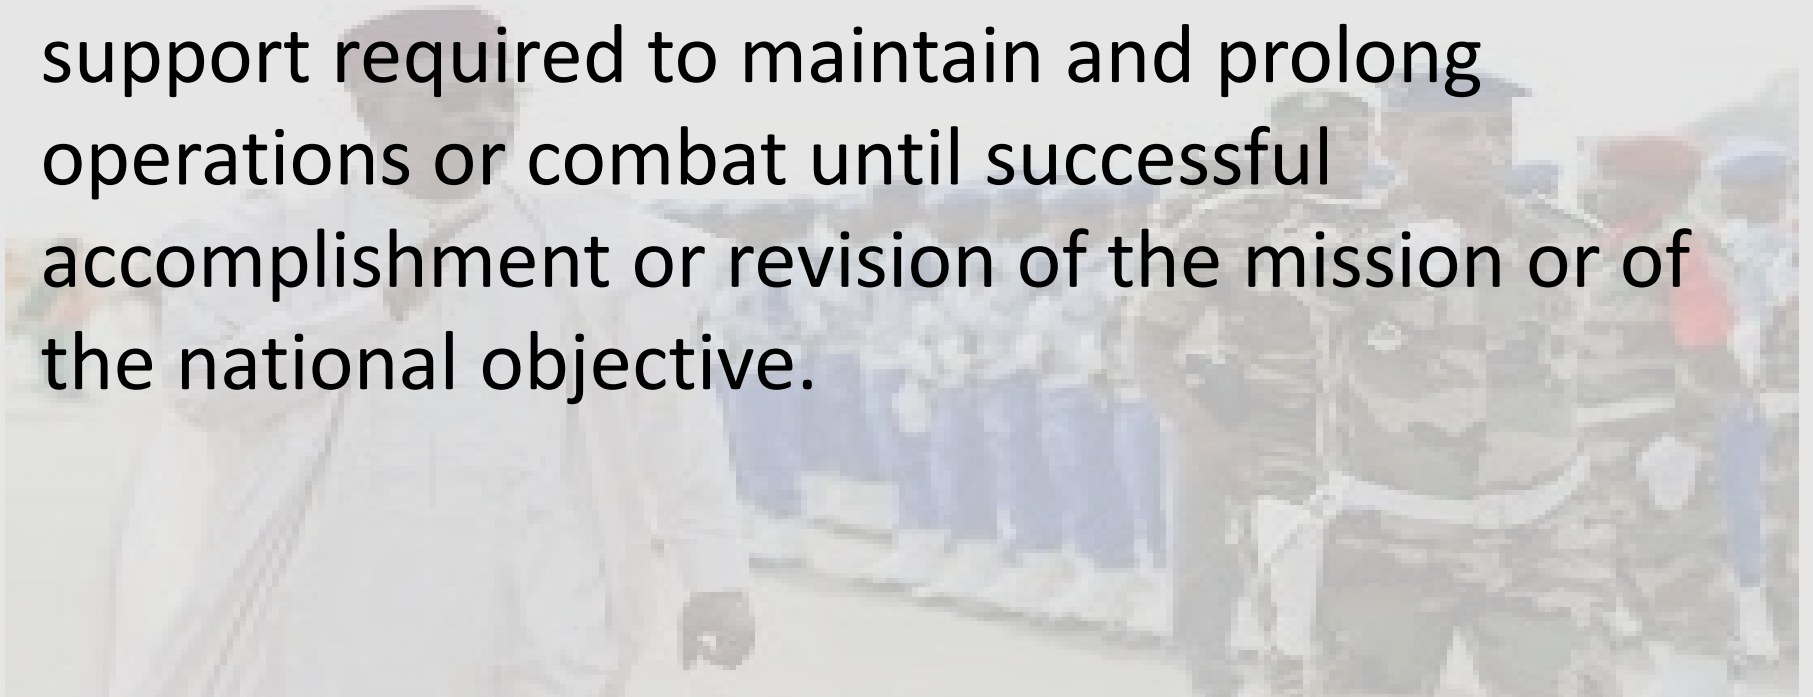 support required to maintain and prolong
operations or combat until successful
accomplishment or revision of the mission or of
the national objective.